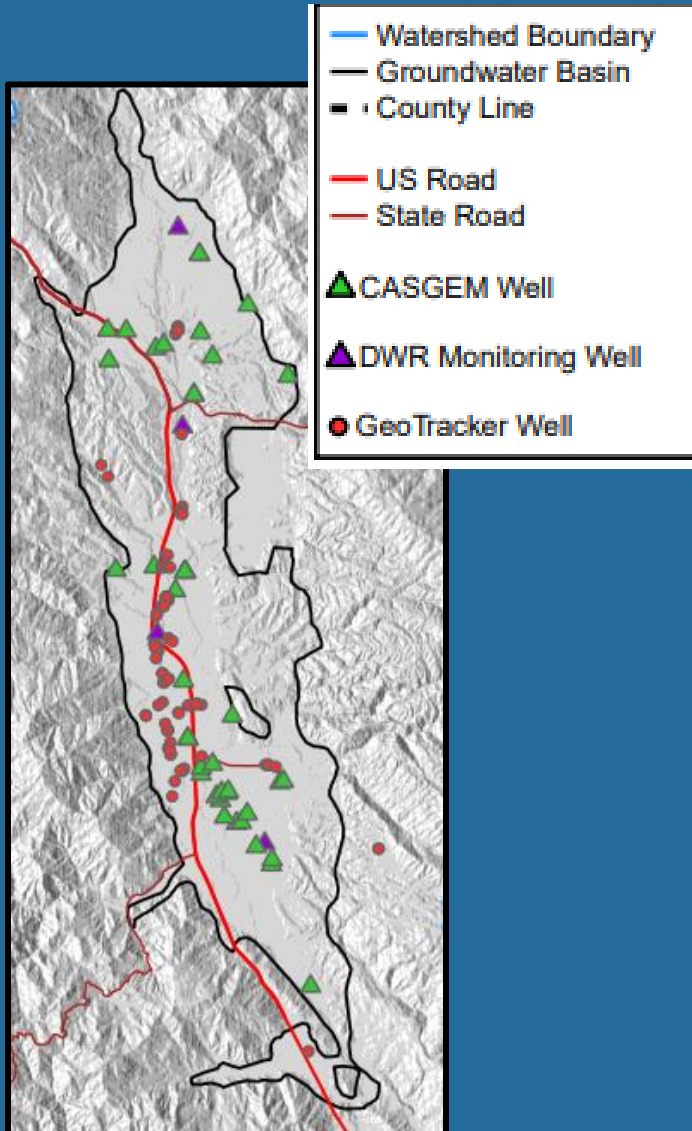 Watershed Boundary
Groundwater Basin
County Line
US Road
State Road
CASGEM Well
DWR Monitoring Well
GeoTracker Well